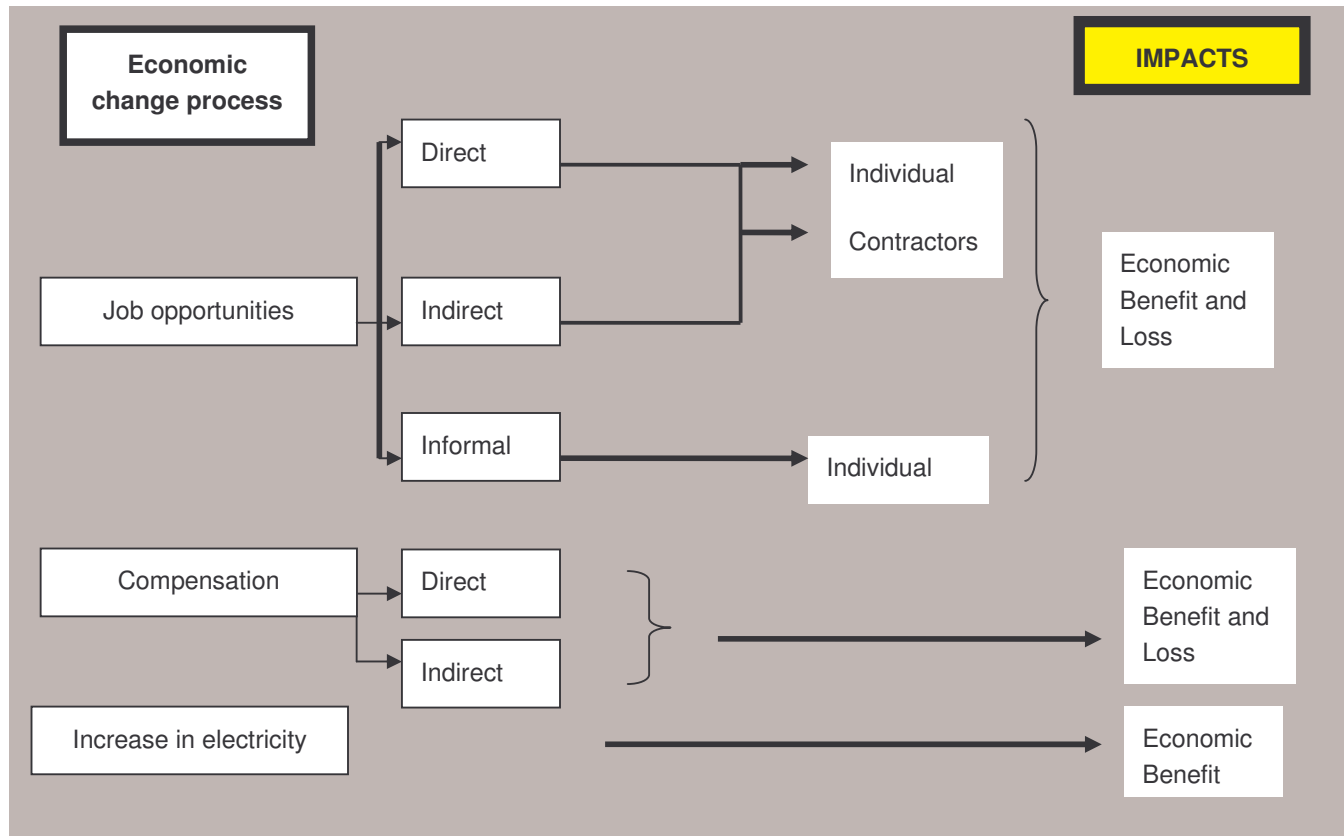 Economic
change process
IMPACTS
Direct
Individual
Contractors
Job opportunities
Indirect
Economic
Benefit and
Loss
Informal
Individual
Compensation
Direct
Indirect
Economic
Benefit and
Loss
Increase in electricity
Economic
Benefit